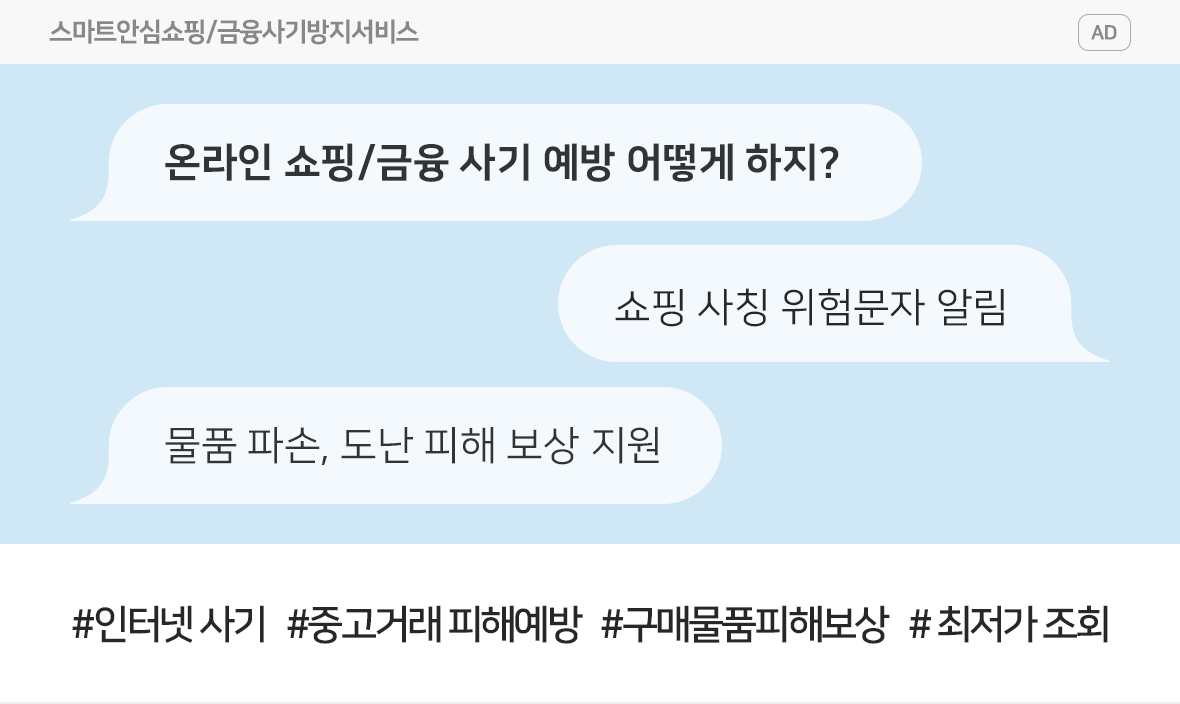 스마트안심쇼핑/금융사기방지서비스
AD
온라인 쇼핑/금융 사기 예방 어떻게 하지?
쇼핑 사칭 위험문자 알림
물품 파손, 도난 피해 보상 지원
#인터넷 사기 #중고거래 피해예방 #구매물품피해보상 # 최저가 조회